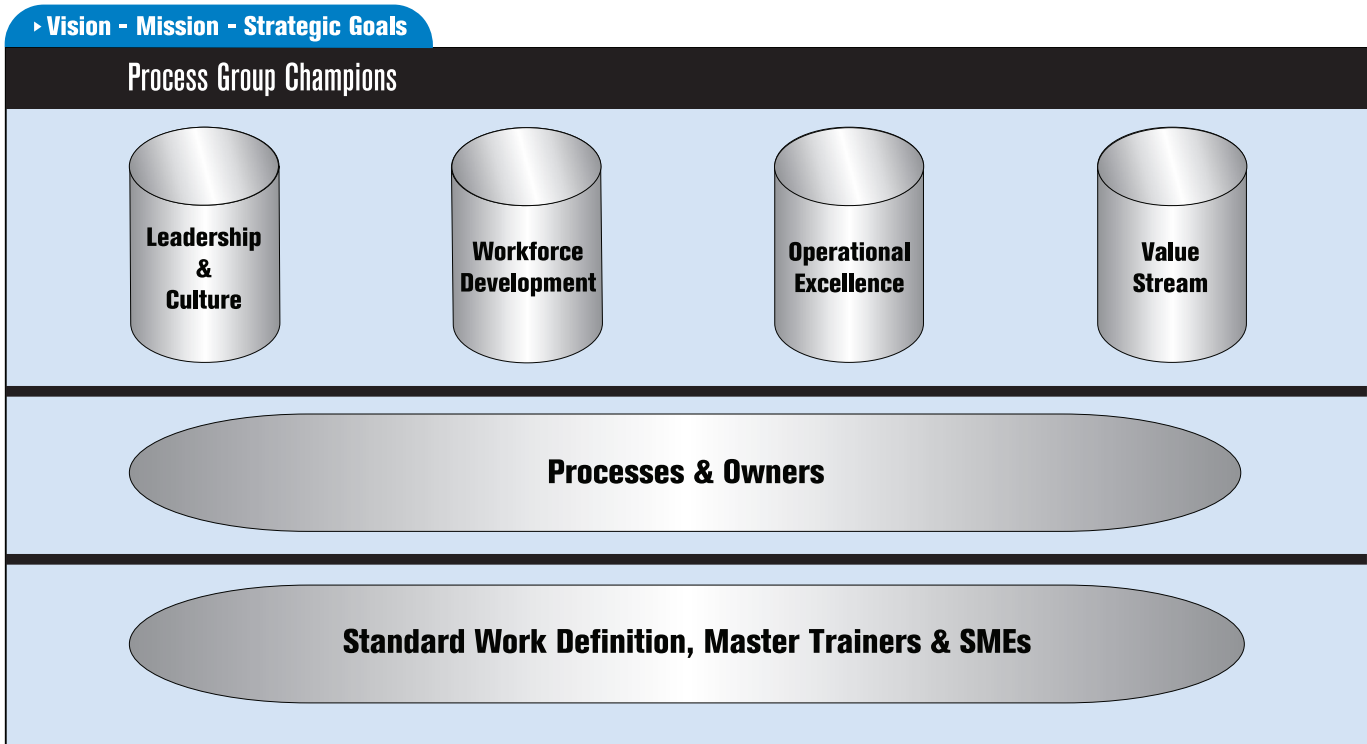 Vision - Mission - Strategic Goals
Process Group Champions
Leadership
&
Culture
Workforce
Development
Operational
Excellence
Value
Stream
Processes & Owners
Standard Work Definition, Master Trainers & SMEs